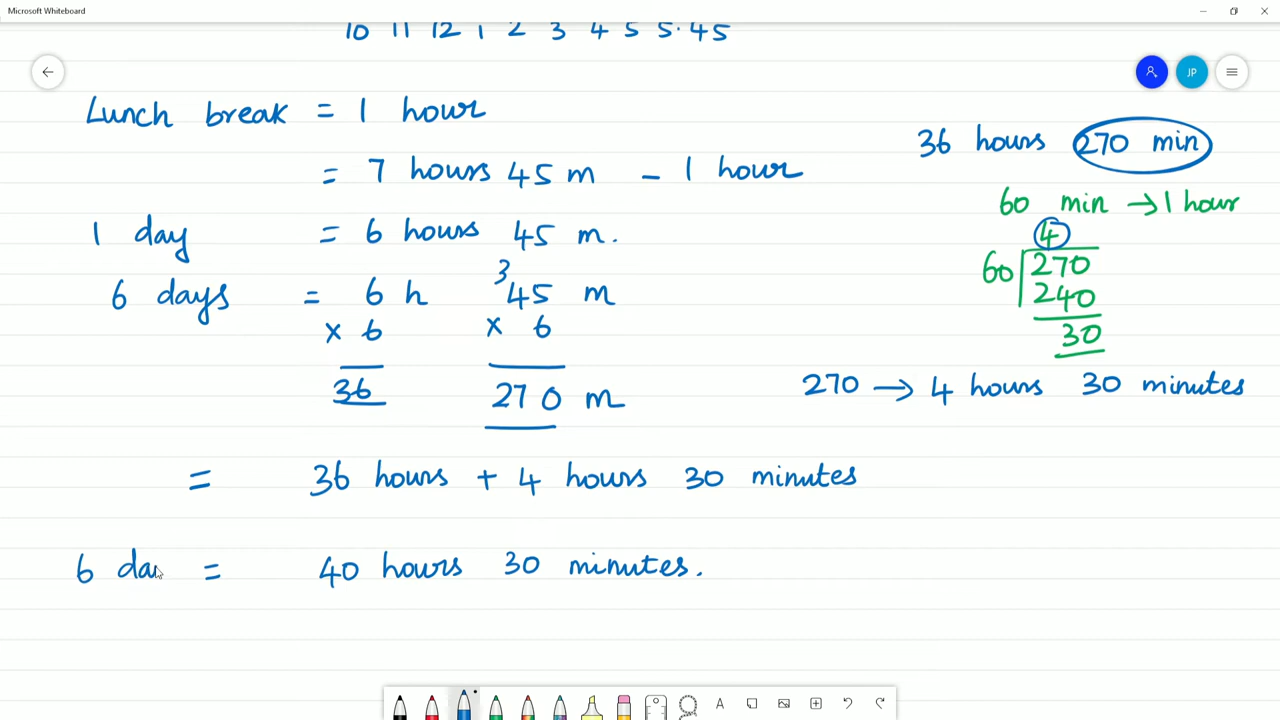 Microsoft Whiteboard
10 11 12 1 2 3 4 5 5.45
JP
Lunch break = 1 hour
= 7 hours 45 m - 1 hour
1 day = 6 hours 45 m.
6 days = 6 h 3 45 m
x 6 x 6
36 270 m
= 36 hours + 4 hours 30 minutes
6 da = 40 hours 30 minutes.
36 hours 270 min
60 min → 1 hour
4
60 270
240
30
270 → 4 hours 30 minutes
A